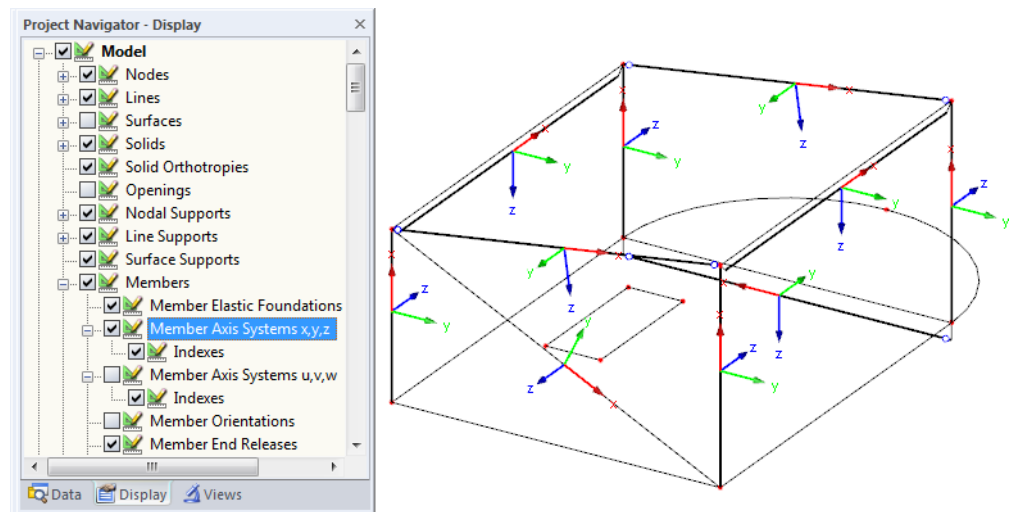 Project Navigator - Display
Model
Nodes
Lines
Surfaces
Solids
Solid Orthotropies
Openings
Nodal Supports
Line Supports
Surface Supports
Members
Member Elastic Foundations
Member Axis Systems x,y,z
Indexes
Member Axis Systems u,v,w
Indexes
Member Orientations
Member End Releases
Data Display Views
x
y
z
x
y
z
x
z
y
x
y
z
x
z
y
x
y
z
x
z
y
x
y
z
x
z
y
y
z
x